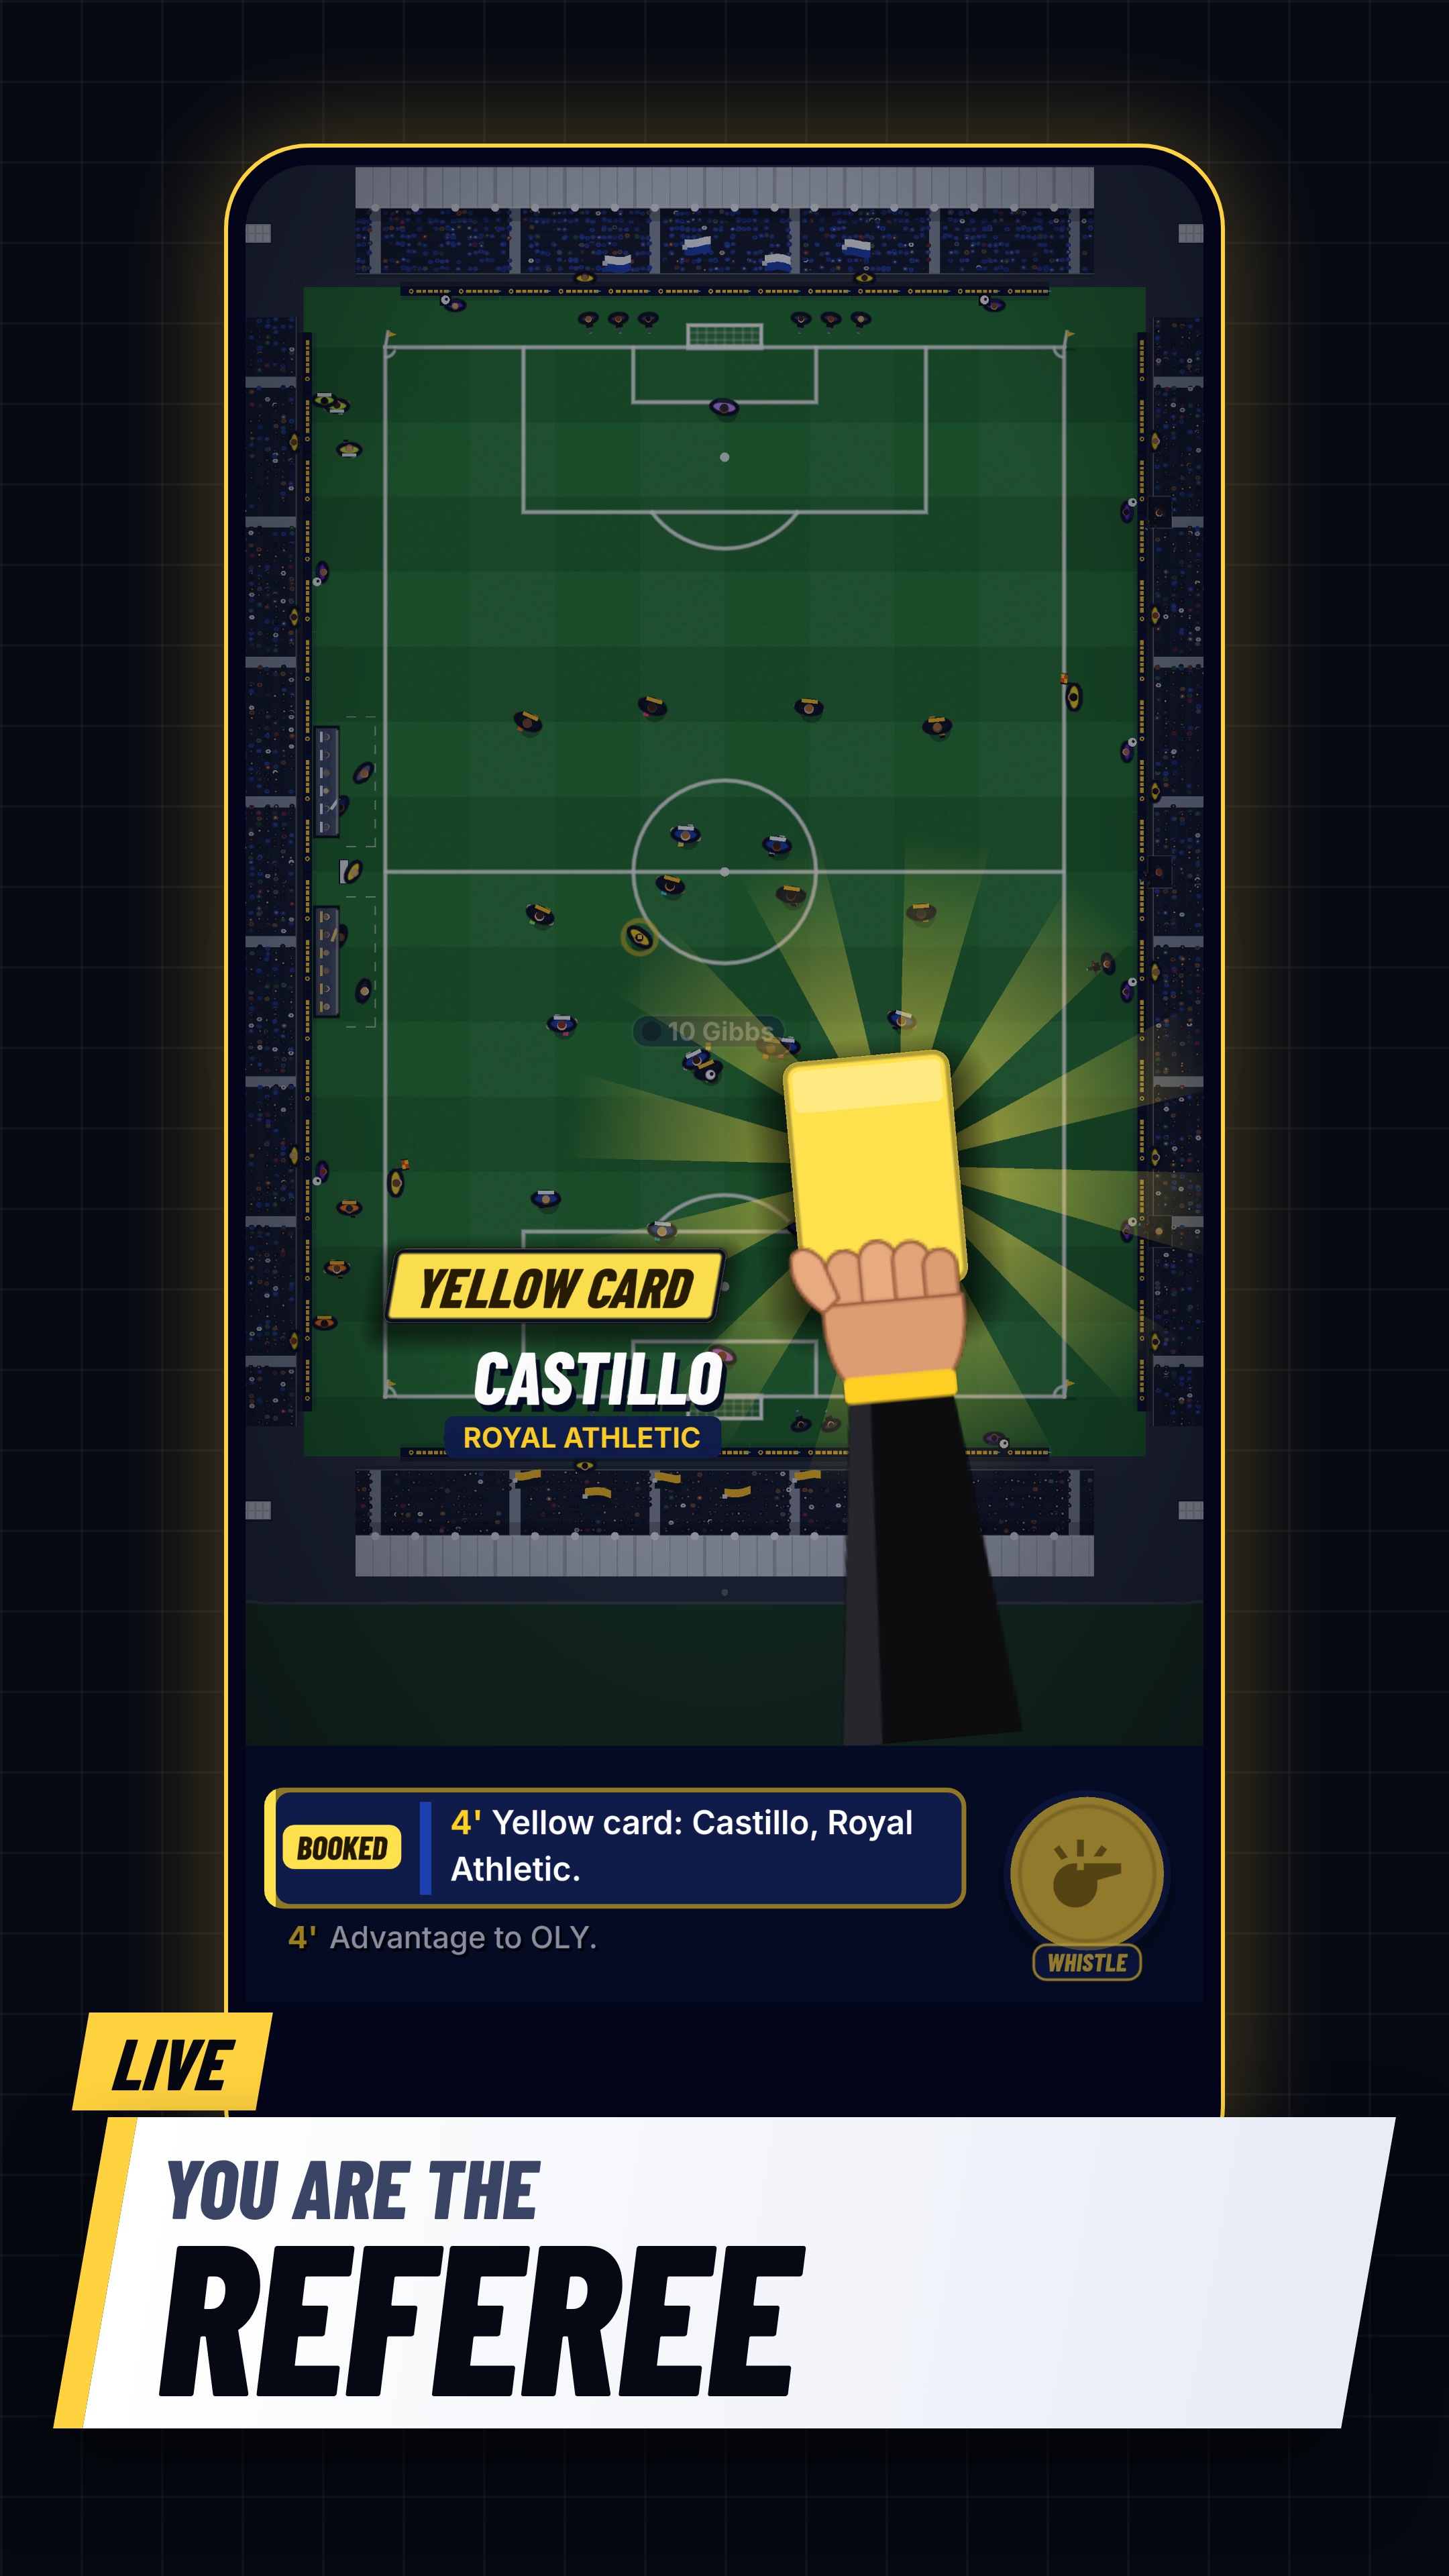 10 Gibbs
YELLOW CARD
CASTILLO
ROYAL ATHLETIC
BOOKED
4' Yellow card: Castillo, Royal
Athletic.
4' Advantage to OLY.
WHISTLE
LIVE
YOU ARE THE
REFEREE